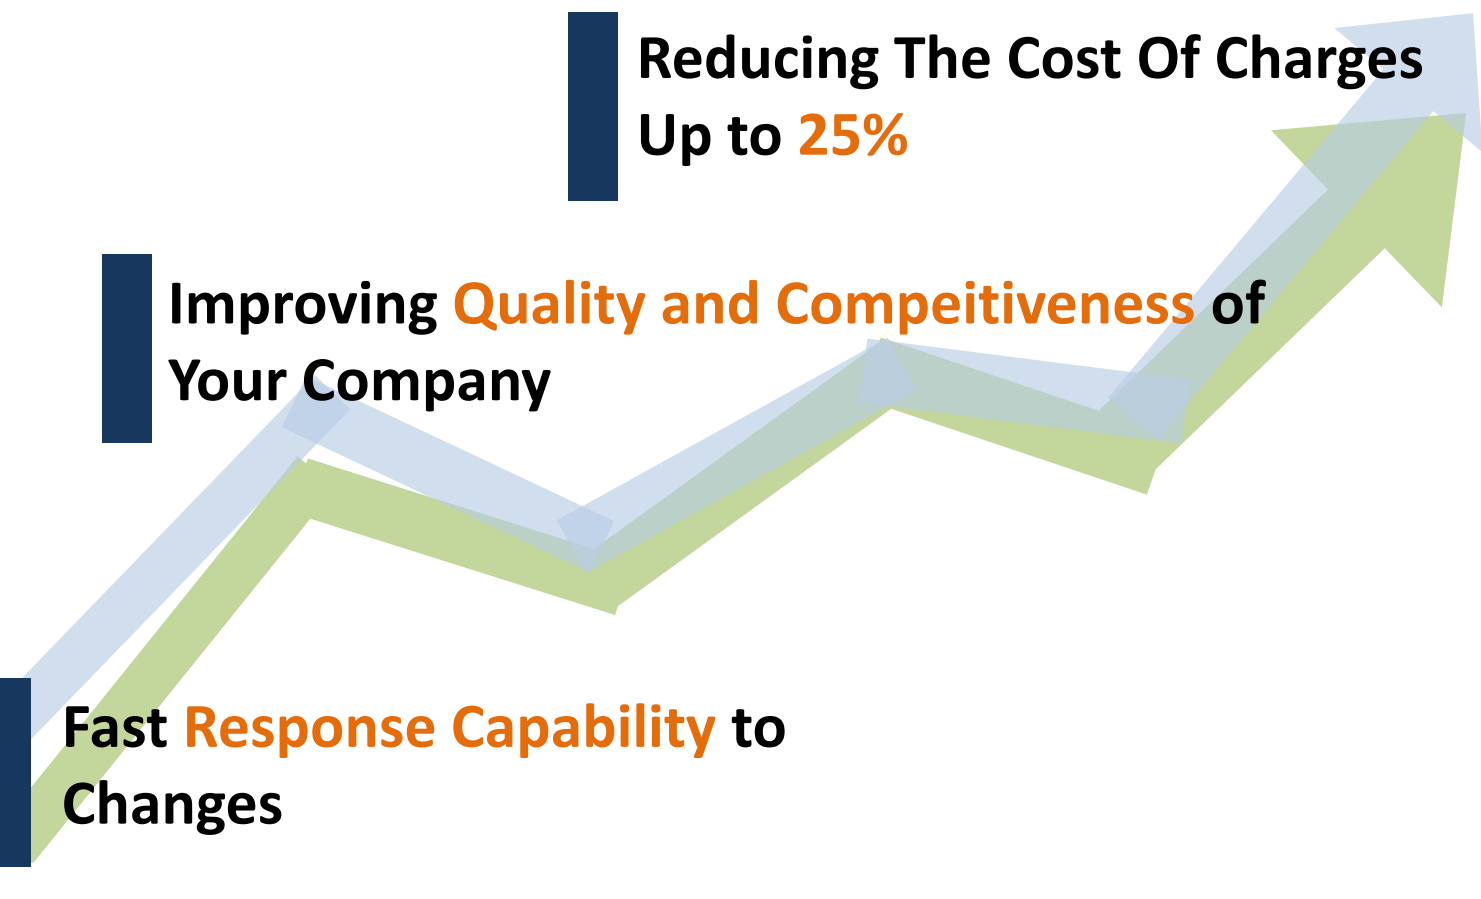 Reducing The Cost Of Charges
Up to 25%
Improving Quality and Compeitiveness of
Your Company
Fast Response Capability to
Changes